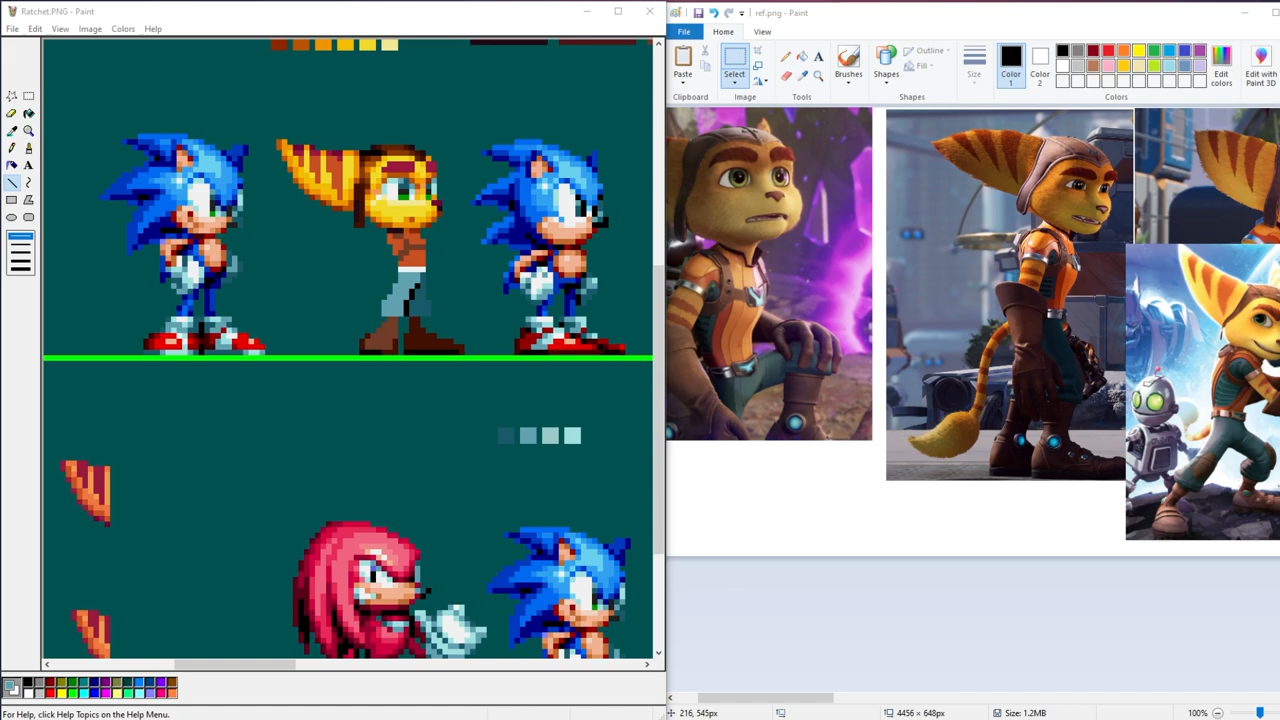 Ratchet.PNG - Paint
File Edit View Image Colors Help
For Help, click Help Topics on the Help Menu.
ref.png - Paint
File Home View
Paste
Select
Outline
Fill
Brushes
Shapes
Size
Color 1
Color 2
Edit colors
Edit with Paint 3D
Clipboard Image Tools Shapes Colors
A
A
216, 545px
4456 × 648px
Size: 1.2MB
100%